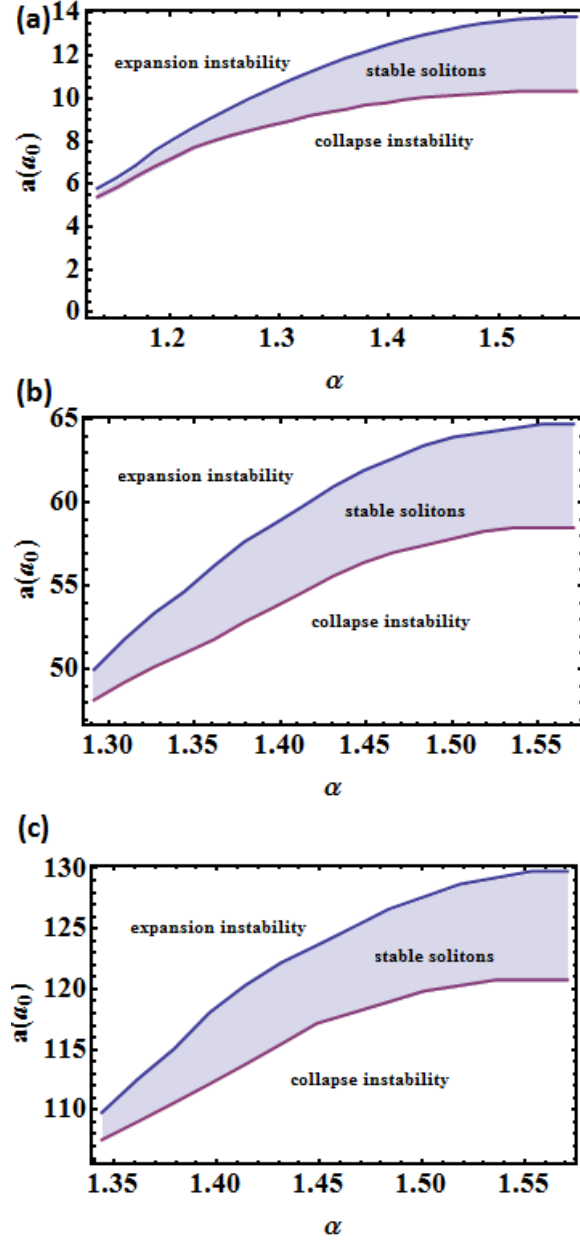 (a)
14
12
10
8
6
4
2
0
a(a₀)
expansion instability
stable solitons
collapse instability
1.2 1.3 1.4 1.5
α
(b)
65
60
55
50
a(a₀)
expansion instability
stable solitons
collapse instability
1.30 1.35 1.40 1.45 1.50 1.55
α
(c)
130
125
120
115
110
a(a₀)
expansion instability
stable solitons
collapse instability
1.35 1.40 1.45 1.50 1.55
α